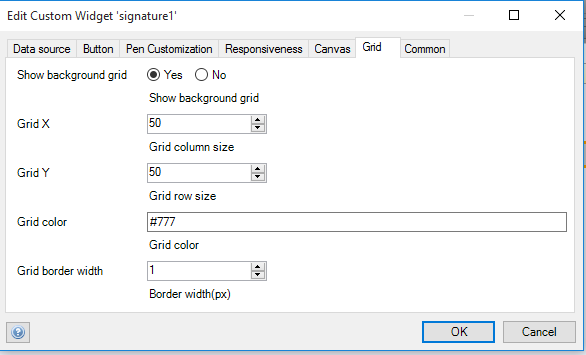 Edit Custom Widget 'signature1'
Data source Button Pen Customization Responsiveness Canvas Grid Common
Show background grid Yes No
Show background grid
Grid X 50
Grid column size
Grid Y 50
Grid row size
Grid color #777
Grid color
Grid border width 1
Border width(px)
? OK Cancel